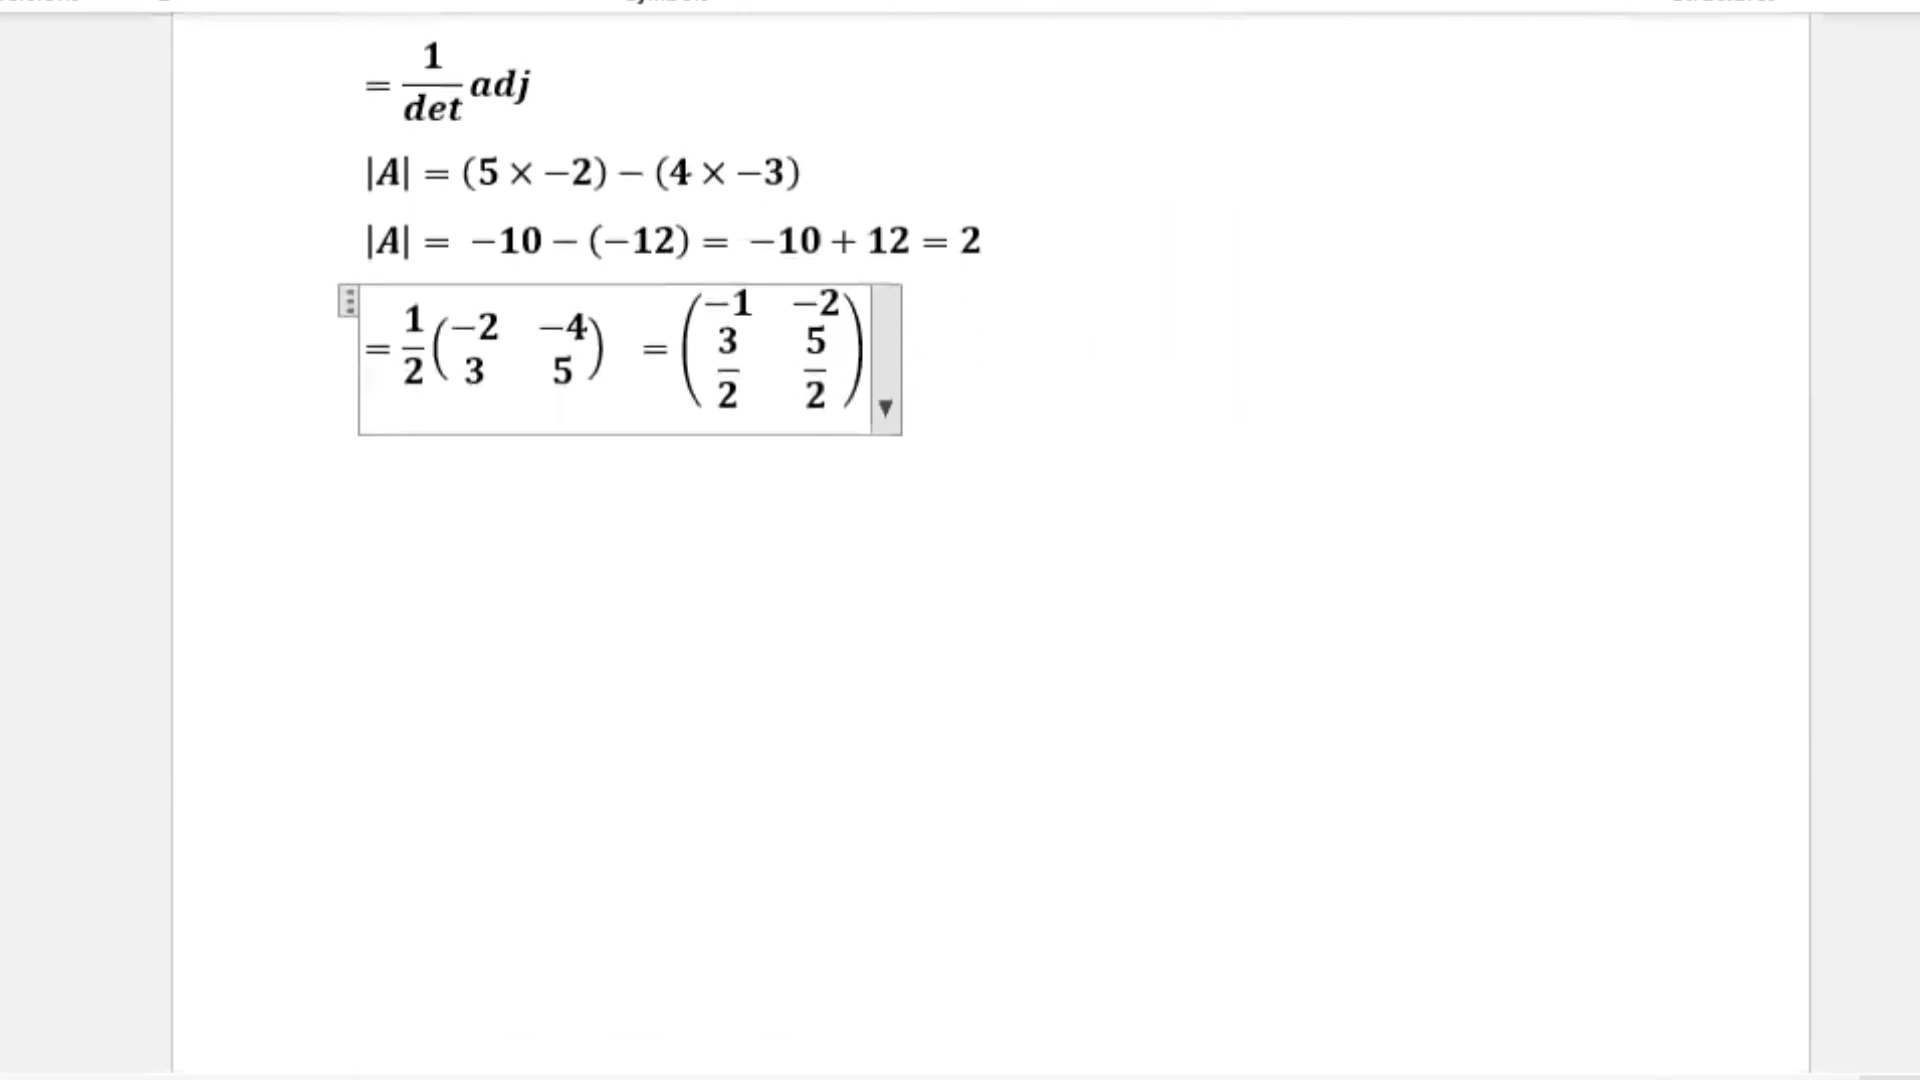 = 1/det adj
|A| = (5 × −2) − (4 × −3)
|A| = −10 − (−12) = −10 + 12 = 2
= 1/2 (−2 −4; 3 5) = (−1 −2; 3/2 5/2)